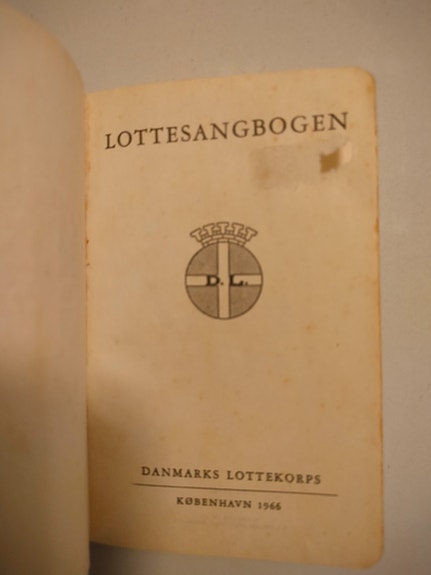 LOTTESANGBOGEN
D. L.
DANMARKS LOTTEKORPS
KØBENHAVN 1966